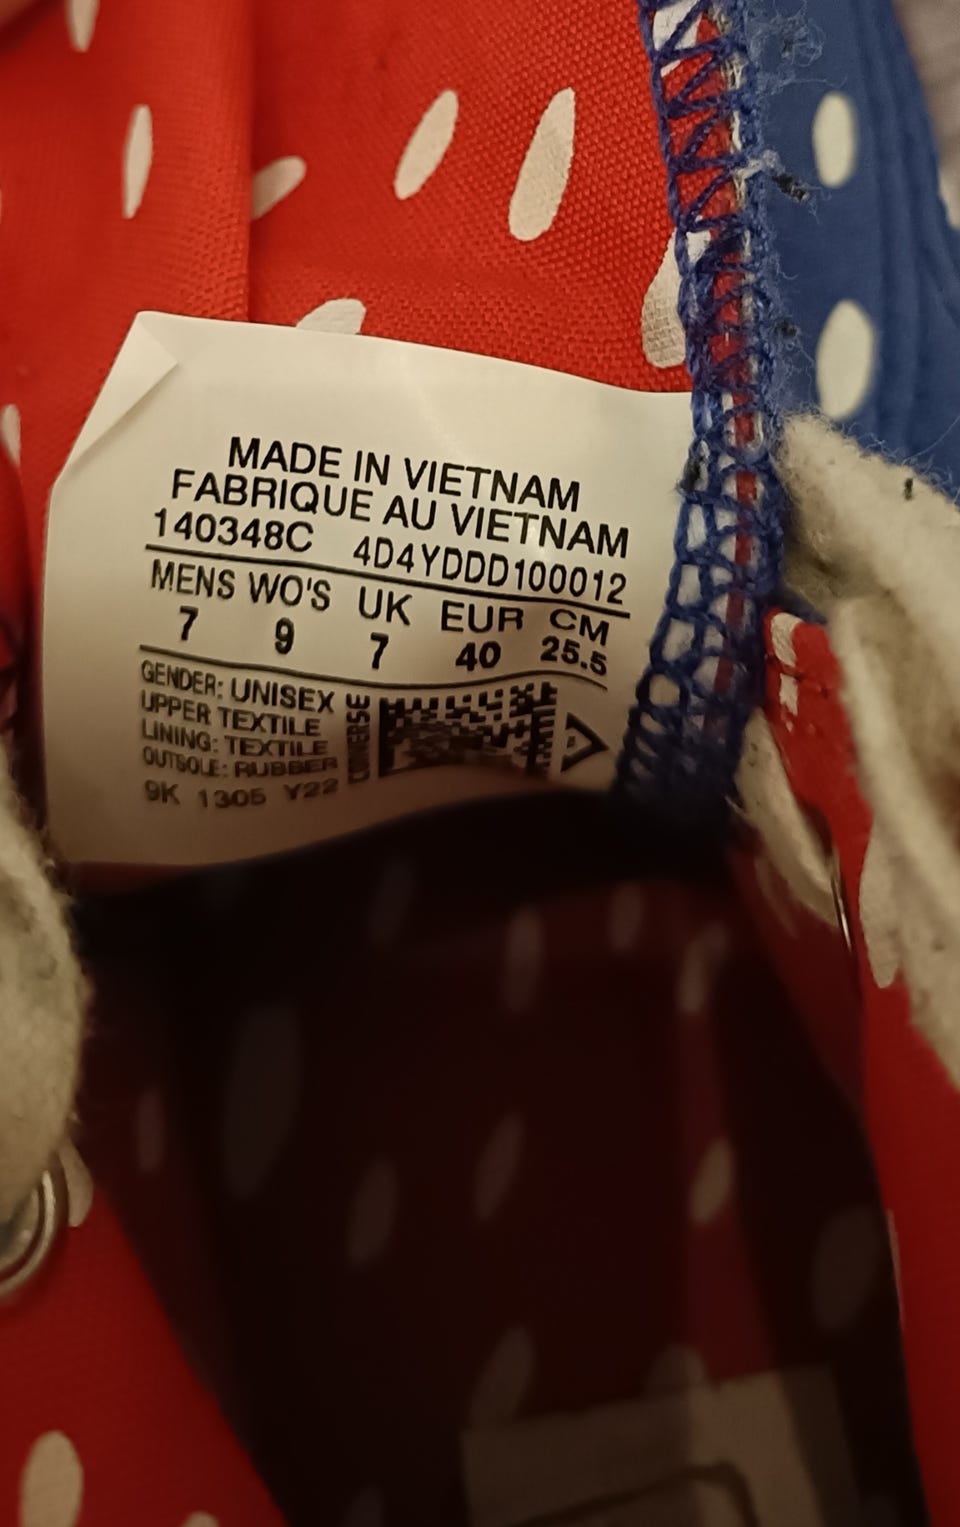 MADE IN VIETNAM
FABRIQUE AU VIETNAM
140348C 4D4YDDD100012
MENS WO'S UK EUR CM
7 9 7 40 25.5
GENDER: UNISEX
UPPER TEXTILE
LINING: TEXTILE
OUTSOLE: RUBBER
9K 1305 Y22
CONVERSE